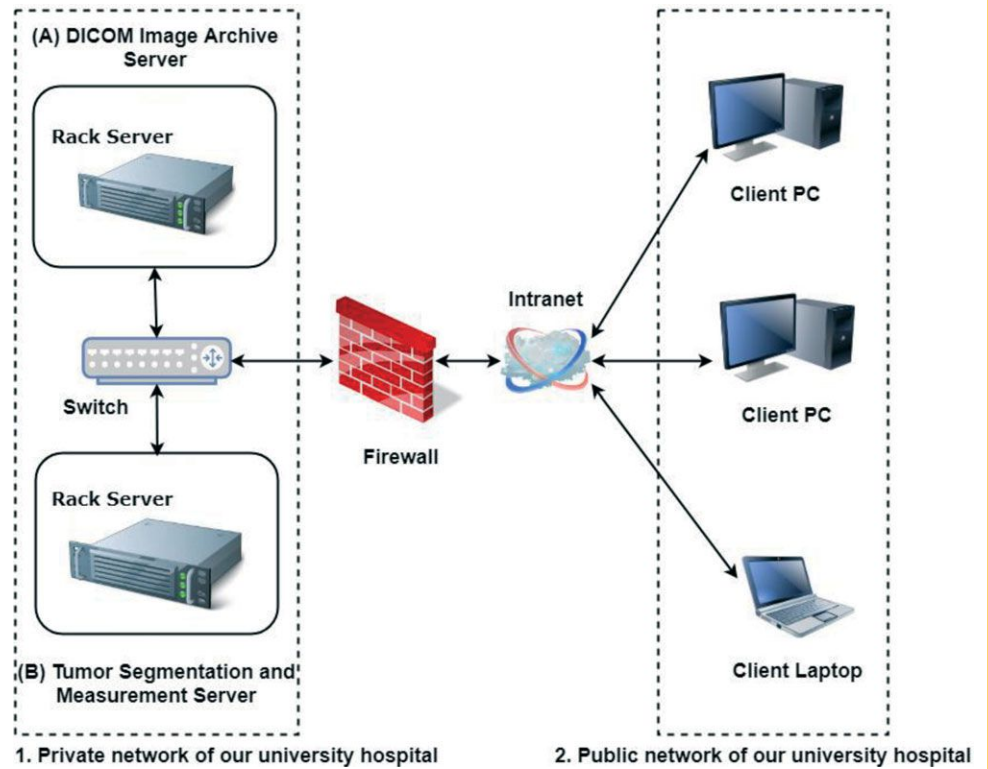 (A) DICOM Image Archive
Server
Rack Server
Switch
Rack Server
(B) Tumor Segmentation and
Measurement Server
1. Private network of our university hospital
Firewall
Intranet
Client PC
Client PC
Client Laptop
2. Public network of our university hospital